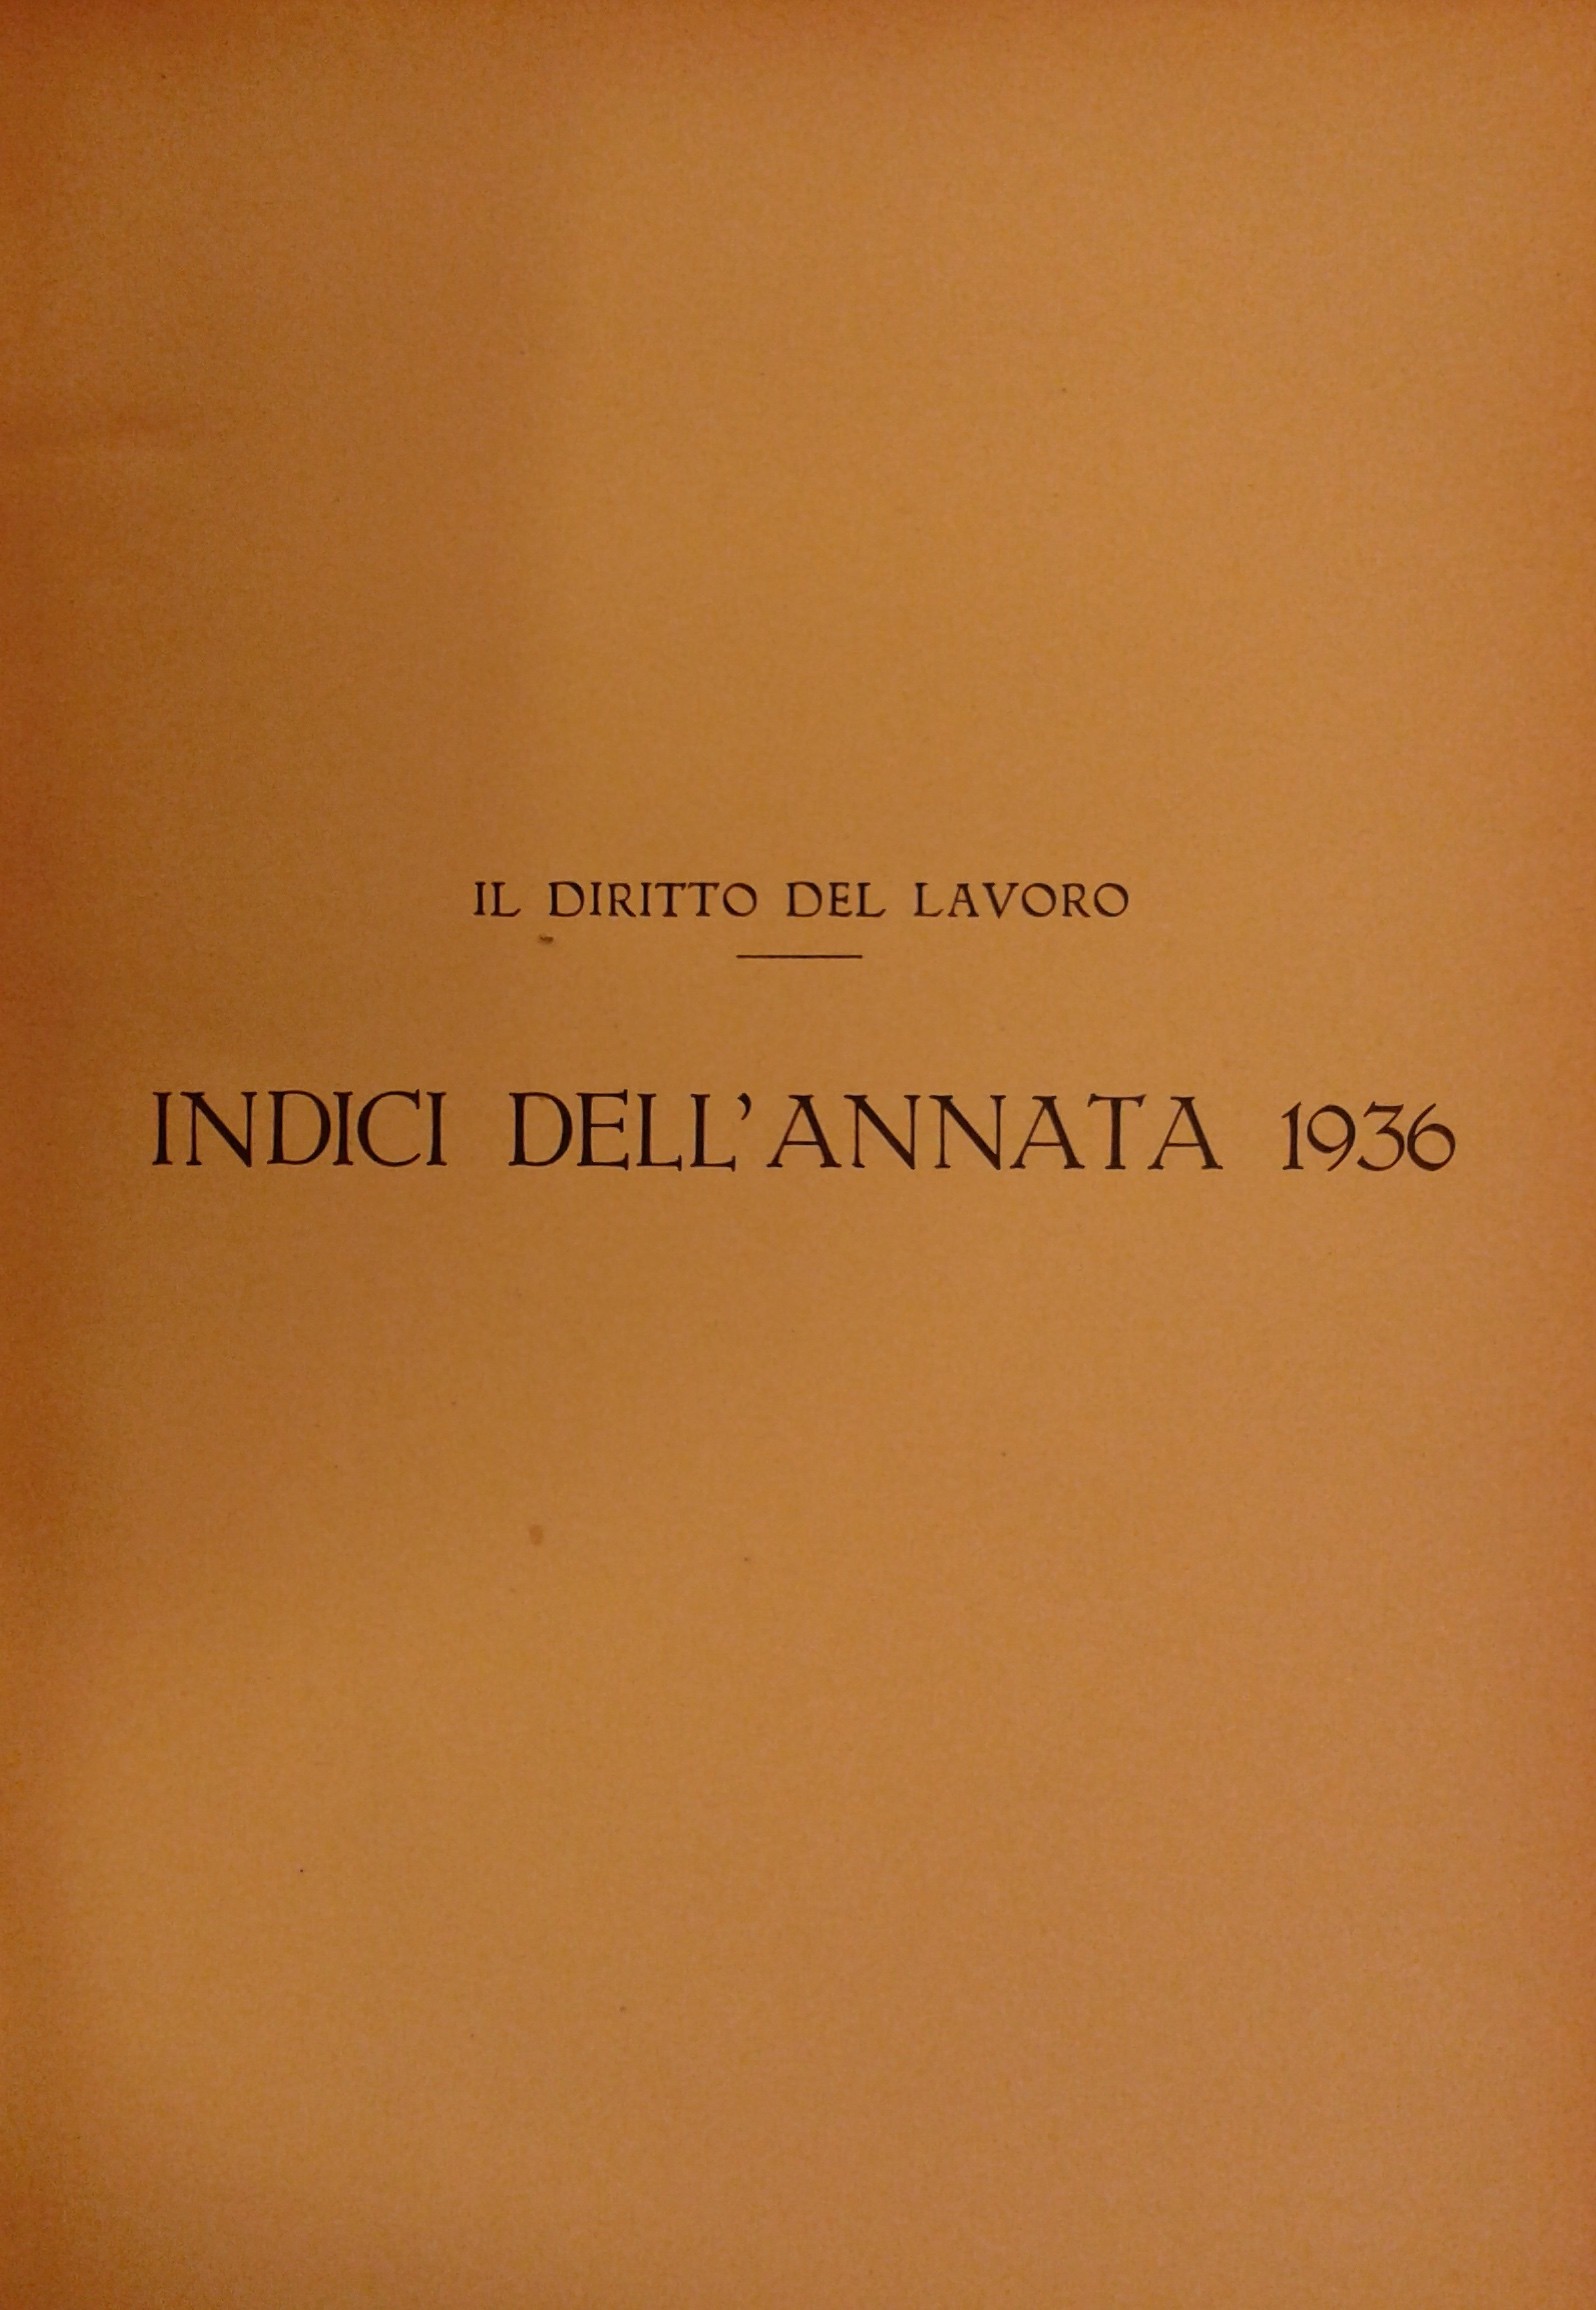 IL DIRITTO DEL LAVORO
INDICI DELL'ANNATA 1936